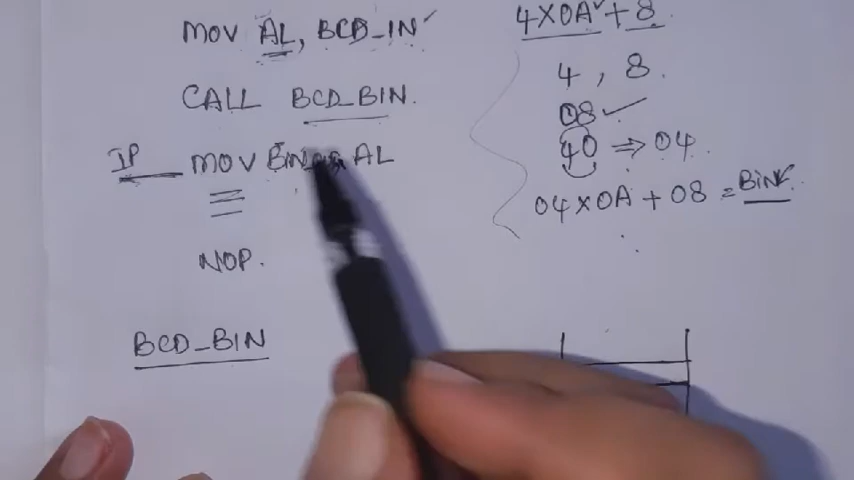 MOV AL, BCD_IN
CALL BCD_BIN.
IP MOV AL
NOP.
BCD_BIN
4X0A + 8
4 , 8.
08
40 ⇒ 04.
04X0A + 08 =